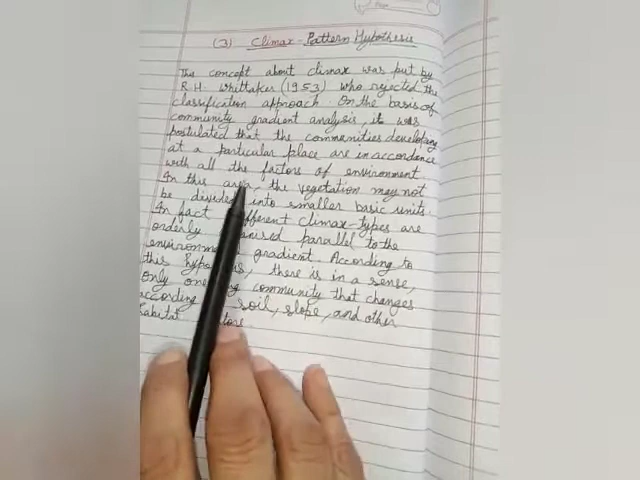 (3) Climax-Pattern Hypothesis
The concept about climax was put by
R.H. Whittaker (1953) who rejected the
classification approach. On the basis of
community gradient analysis, it was
postulated that the communities developing
at a particular place are in accordance
with all the factors of environment.
In this area, the vegetation may not
be divided into smaller basic units.
In fact different climax-types are
orderly parallel to the
gradient. According to
this there is in a sense,
only one community that changes
according soil, slope, and other
habitat